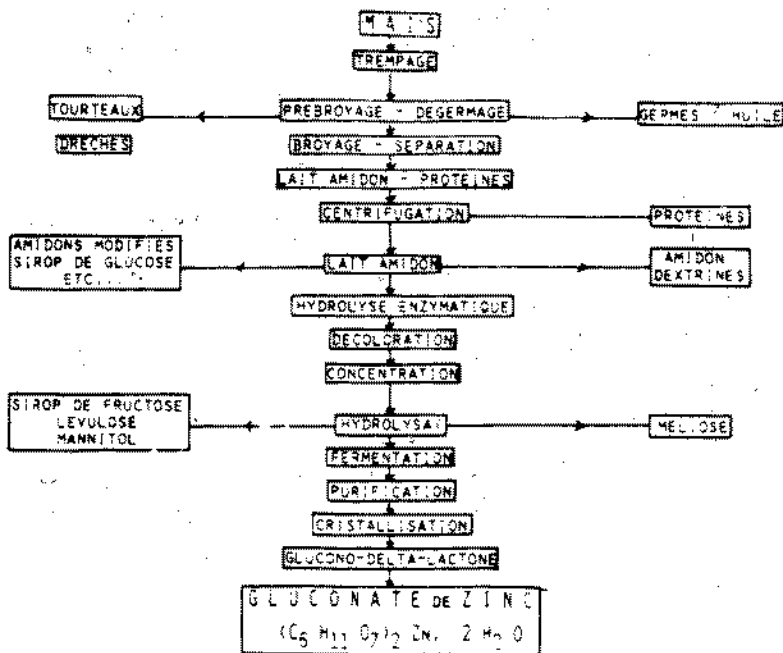 MAIS
TREMPAGE
TOURTEAUX
PREBROYAGE - DEGERMAGE
GERMES / HUILE
DRECHES
BROYAGE - SEPARATION
LAIT AMIDON - PROTEINES
CENTRIFUGATION
PROTEINES
AMIDONS MODIFIES
SIROP DE GLUCOSE
ETC...
LAIT AMIDON
AMIDON
DEXTRINES
HYDROLYSE ENZYMATIQUE
DECOLORATION
CONCENTRATION
SIROP DE FRUCTOSE
LEVULOSE
MANNITOL
HYDROLYSAT
MELIOSE
FERMENTATION
PURIFICATION
CRISTALLISATION
GLUCONO-DELTA-LACTONE
GLUCONATE DE ZINC
(C6 H11 O7)2 ZN, 2 H2O